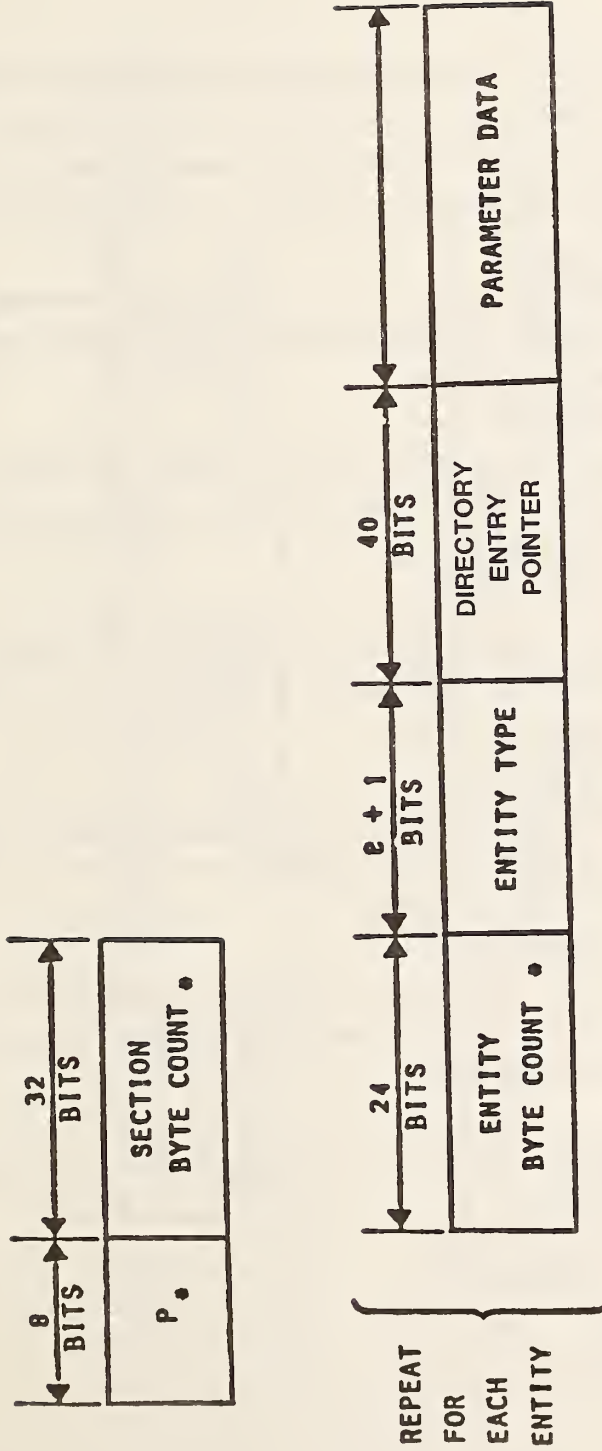 8
BITS
32
BITS
P *
SECTION
BYTE COUNT *
REPEAT
FOR
EACH
ENTITY
24
BITS
e + 1
BITS
40
BITS
ENTITY
BYTE COUNT *
ENTITY TYPE
DIRECTORY
ENTRY
POINTER
PARAMETER DATA